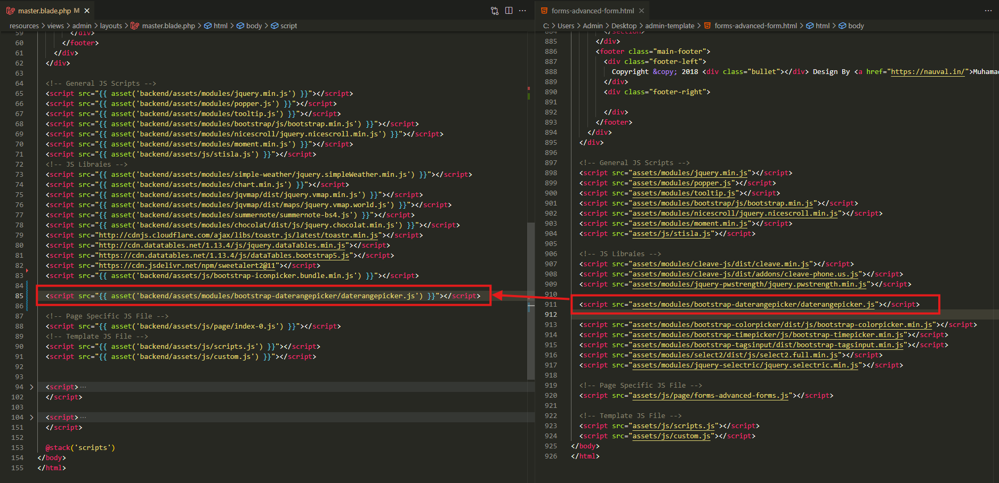 master.blade.php M
resources > views > admin > layouts > master.blade.php > html > body > script
59 </div>
60 </footer>
61 </div>
62 </div>
63
64 <!-- General JS Scripts -->
65 <script src="{{ asset('backend/assets/modules/jquery.min.js') }}"></script>
66 <script src="{{ asset('backend/assets/modules/popper.js') }}"></script>
67 <script src="{{ asset('backend/assets/modules/tooltip.js') }}"></script>
68 <script src="{{ asset('backend/assets/modules/bootstrap/js/bootstrap.min.js') }}"></script>
69 <script src="{{ asset('backend/assets/modules/nicescroll/jquery.nicescroll.min.js') }}"></script>
70 <script src="{{ asset('backend/assets/modules/moment.min.js') }}"></script>
71 <script src="{{ asset('backend/assets/js/stisla.js') }}"></script>
72 <!-- JS Libraies -->
73 <script src="{{ asset('backend/assets/modules/simple-weather/jquery.simpleWeather.min.js') }}"></script>
74 <script src="{{ asset('backend/assets/modules/chart.min.js') }}"></script>
75 <script src="{{ asset('backend/assets/modules/jqvmap/dist/jquery.vmap.min.js') }}"></script>
76 <script src="{{ asset('backend/assets/modules/jqvmap/dist/maps/jquery.vmap.world.js') }}"></script>
77 <script src="{{ asset('backend/assets/modules/summernote/summernote-bs4.js') }}"></script>
78 <script src="{{ asset('backend/assets/modules/chocolat/dist/js/jquery.chocolat.min.js') }}"></script>
79 <script src="http://cdnjs.cloudflare.com/ajax/libs/toastr.js/latest/toastr.min.js"></script>
80 <script src="http://cdn.datatables.net/1.13.4/js/jquery.dataTables.min.js"></script>
81 <script src="https://cdn.datatables.net/1.13.4/js/dataTables.bootstrap5.js"></script>
82 <script src="https://cdn.jsdelivr.net/npm/sweetalert2@11"></script>
83 <script src="{{ asset('backend/assets/js/bootstrap-iconpicker.bundle.min.js') }}"></script>
84
85 <script src="{{ asset('backend/assets/modules/bootstrap-daterangepicker/daterangepicker.js') }}"></script>
86
87 <!-- Page Specific JS File -->
88 <script src="{{ asset('backend/assets/js/page/index-0.js') }}"></script>
89 <!-- Template JS File -->
90 <script src="{{ asset('backend/assets/js/scripts.js') }}"></script>
91 <script src="{{ asset('backend/assets/js/custom.js') }}"></script>
92
93
94 <script>...
102 </script>
103
104 <script>...
151 </script>
152
153 @stack('scripts')
154 </body>
155 </html>
forms-advanced-form.html
C: > Users > Admin > Desktop > admin-template > forms-advanced-form.html > html > body
884 </section>
885 </div>
886 <footer class="main-footer">
887 <div class="footer-left">
888 Copyright &copy; 2018 <div class="bullet"></div> Design By <a href="https://nauval.in/">Muhamad
889 </div>
890 <div class="footer-right">
891
892 </div>
893 </footer>
894 </div>
895 </div>
896
897 <!-- General JS Scripts -->
898 <script src="assets/modules/jquery.min.js"></script>
899 <script src="assets/modules/popper.js"></script>
900 <script src="assets/modules/tooltip.js"></script>
901 <script src="assets/modules/bootstrap/js/bootstrap.min.js"></script>
902 <script src="assets/modules/nicescroll/jquery.nicescroll.min.js"></script>
903 <script src="assets/modules/moment.min.js"></script>
904 <script src="assets/js/stisla.js"></script>
905
906 <!-- JS Libraies -->
907 <script src="assets/modules/cleave-js/dist/cleave.min.js"></script>
908 <script src="assets/modules/cleave-js/dist/addons/cleave-phone.us.js"></script>
909 <script src="assets/modules/jquery-pwstrength/jquery.pwstrength.min.js"></script>
910
911 <script src="assets/modules/bootstrap-daterangepicker/daterangepicker.js"></script>
912
913 <script src="assets/modules/bootstrap-colorpicker/dist/js/bootstrap-colorpicker.min.js"></script>
914 <script src="assets/modules/bootstrap-timepicker/js/bootstrap-timepicker.min.js"></script>
915 <script src="assets/modules/bootstrap-tagsinput/dist/bootstrap-tagsinput.min.js"></script>
916 <script src="assets/modules/select2/dist/js/select2.full.min.js"></script>
917 <script src="assets/modules/jquery-selectric/jquery.selectric.min.js"></script>
918
919 <!-- Page Specific JS File -->
920 <script src="assets/js/page/forms-advanced-forms.js"></script>
921
922 <!-- Template JS File -->
923 <script src="assets/js/scripts.js"></script>
924 <script src="assets/js/custom.js"></script>
925 </body>
926 </html>